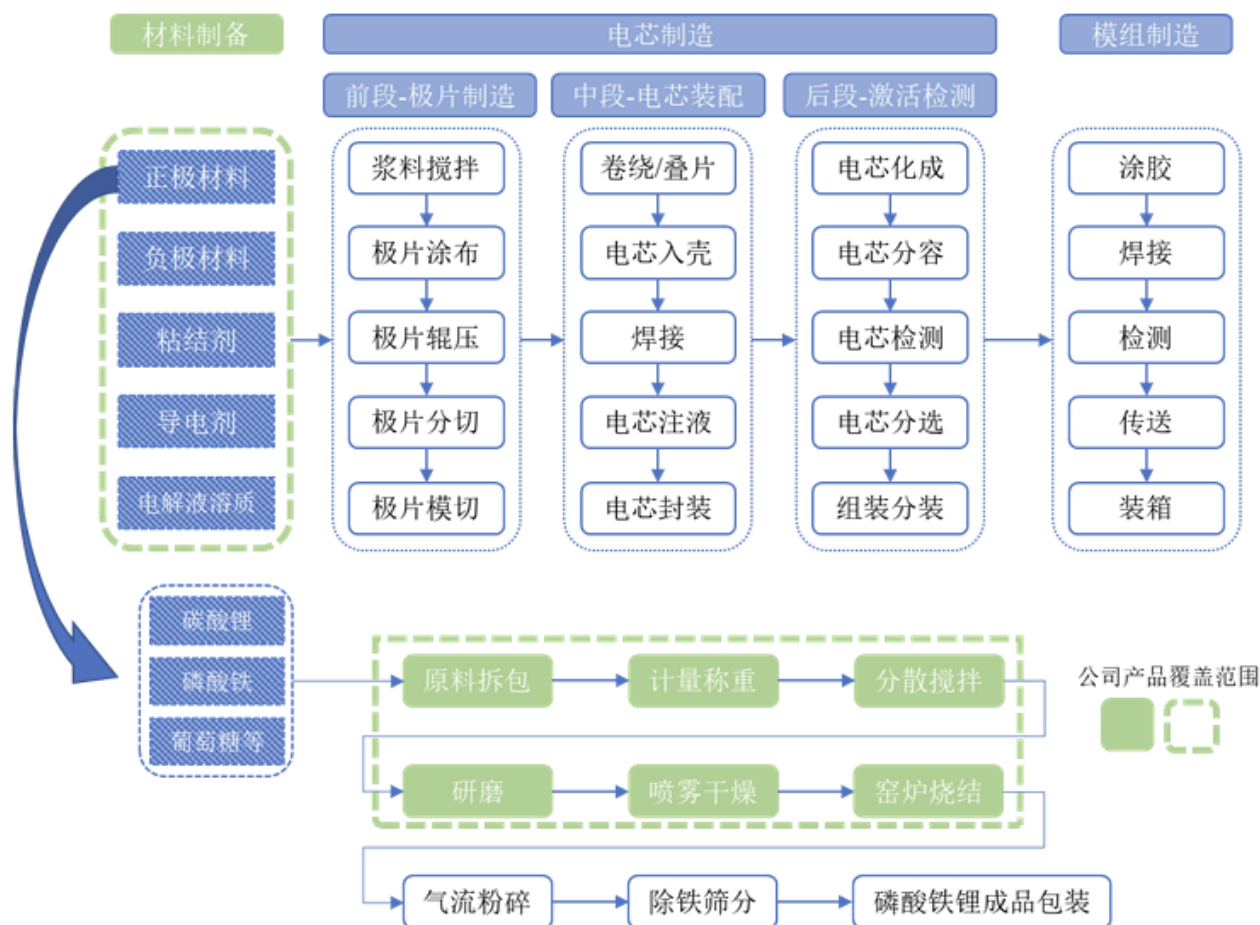 材料制备
电芯制造
模组制造
前段-极片制造
中段-电芯装配
后段-激活检测
正极材料
负极材料
粘结剂
导电剂
电解液溶质
浆料搅拌
极片涂布
极片辊压
极片分切
极片模切
卷绕/叠片
电芯入壳
焊接
电芯注液
电芯封装
电芯化成
电芯分容
电芯检测
电芯分选
组装分装
涂胶
焊接
检测
传送
装箱
碳酸锂
磷酸铁
葡萄糖等
原料拆包
计量称重
分散搅拌
研磨
喷雾干燥
窑炉烧结
气流粉碎
除铁筛分
磷酸铁锂成品包装
公司产品覆盖范围